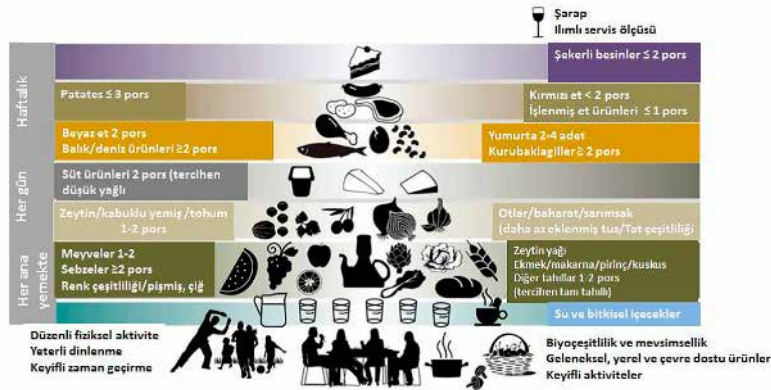 Şarap
Ilımlı servis ölçüsü
Haftalık
Şekerli besinler ≤ 2 pors
Patates ≤ 3 pors
Kırmızı et < 2 pors
İşlenmiş et ürünleri ≤ 1 pors
Beyaz et 2 pors
Balık/deniz ürünleri ≥2 pors
Yumurta 2-4 adet
Kurubaklagiller ≥ 2 pors
Her gün
Süt ürünleri 2 pors (tercihen
düşük yağlı
Zeytin/kabuklu yemiş/tohum
1-2 pors
Otlar/baharat/sarımsak
(daha az eklenmiş tuz/Tat çeşitliliği
Her ana
yemekte
Meyveler 1-2
Sebzeler ≥2 pors
Renk çeşitliliği/pişmiş, çiğ
Zeytin yağı
Ekmek/makarna/pirinç/kuskus
Diğer tahıllar 1-2 pors
(tercihen tam tahıllı)
Su ve bitkisel içecekler
Düzenli fiziksel aktivite
Yeterli dinlenme
Keyifli zaman geçirme
Biyoçeşitlilik ve mevsimsellik
Geleneksel, yerel ve çevre dostu ürünler
Keyifli aktiviteler